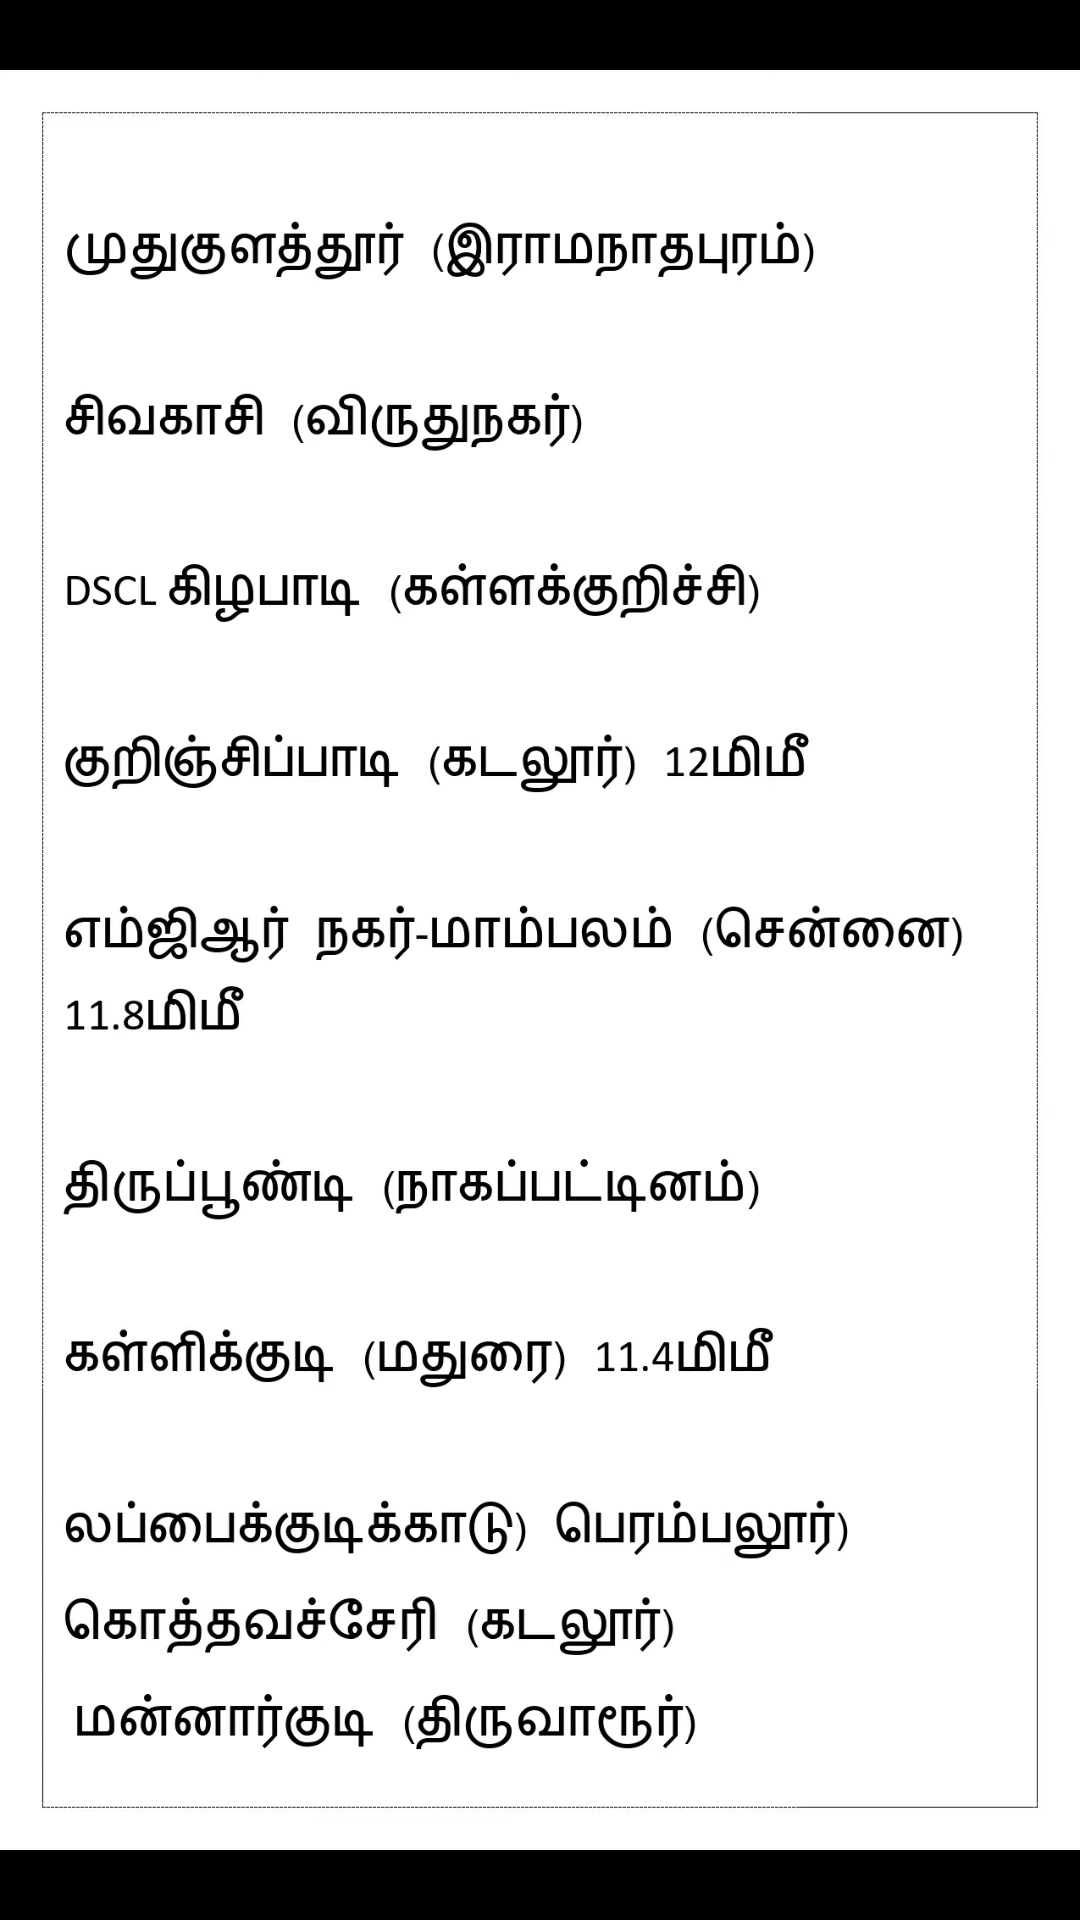 முதுகுளத்தூர் (இராமநாதபுரம்)
சிவகாசி (விருதுநகர்)
DSCL கிழபாடி (கள்ளக்குறிச்சி)
குறிஞ்சிப்பாடி (கடலூர்) 12மிமீ
எம்ஜிஆர் நகர்-மாம்பலம் (சென்னை)
11.8மிமீ
திருப்பூண்டி (நாகப்பட்டினம்)
கள்ளிக்குடி (மதுரை) 11.4மிமீ
லப்பைக்குடிக்காடு) பெரம்பலூர்)
கொத்தவச்சேரி (கடலூர்)
மன்னார்குடி (திருவாரூர்)